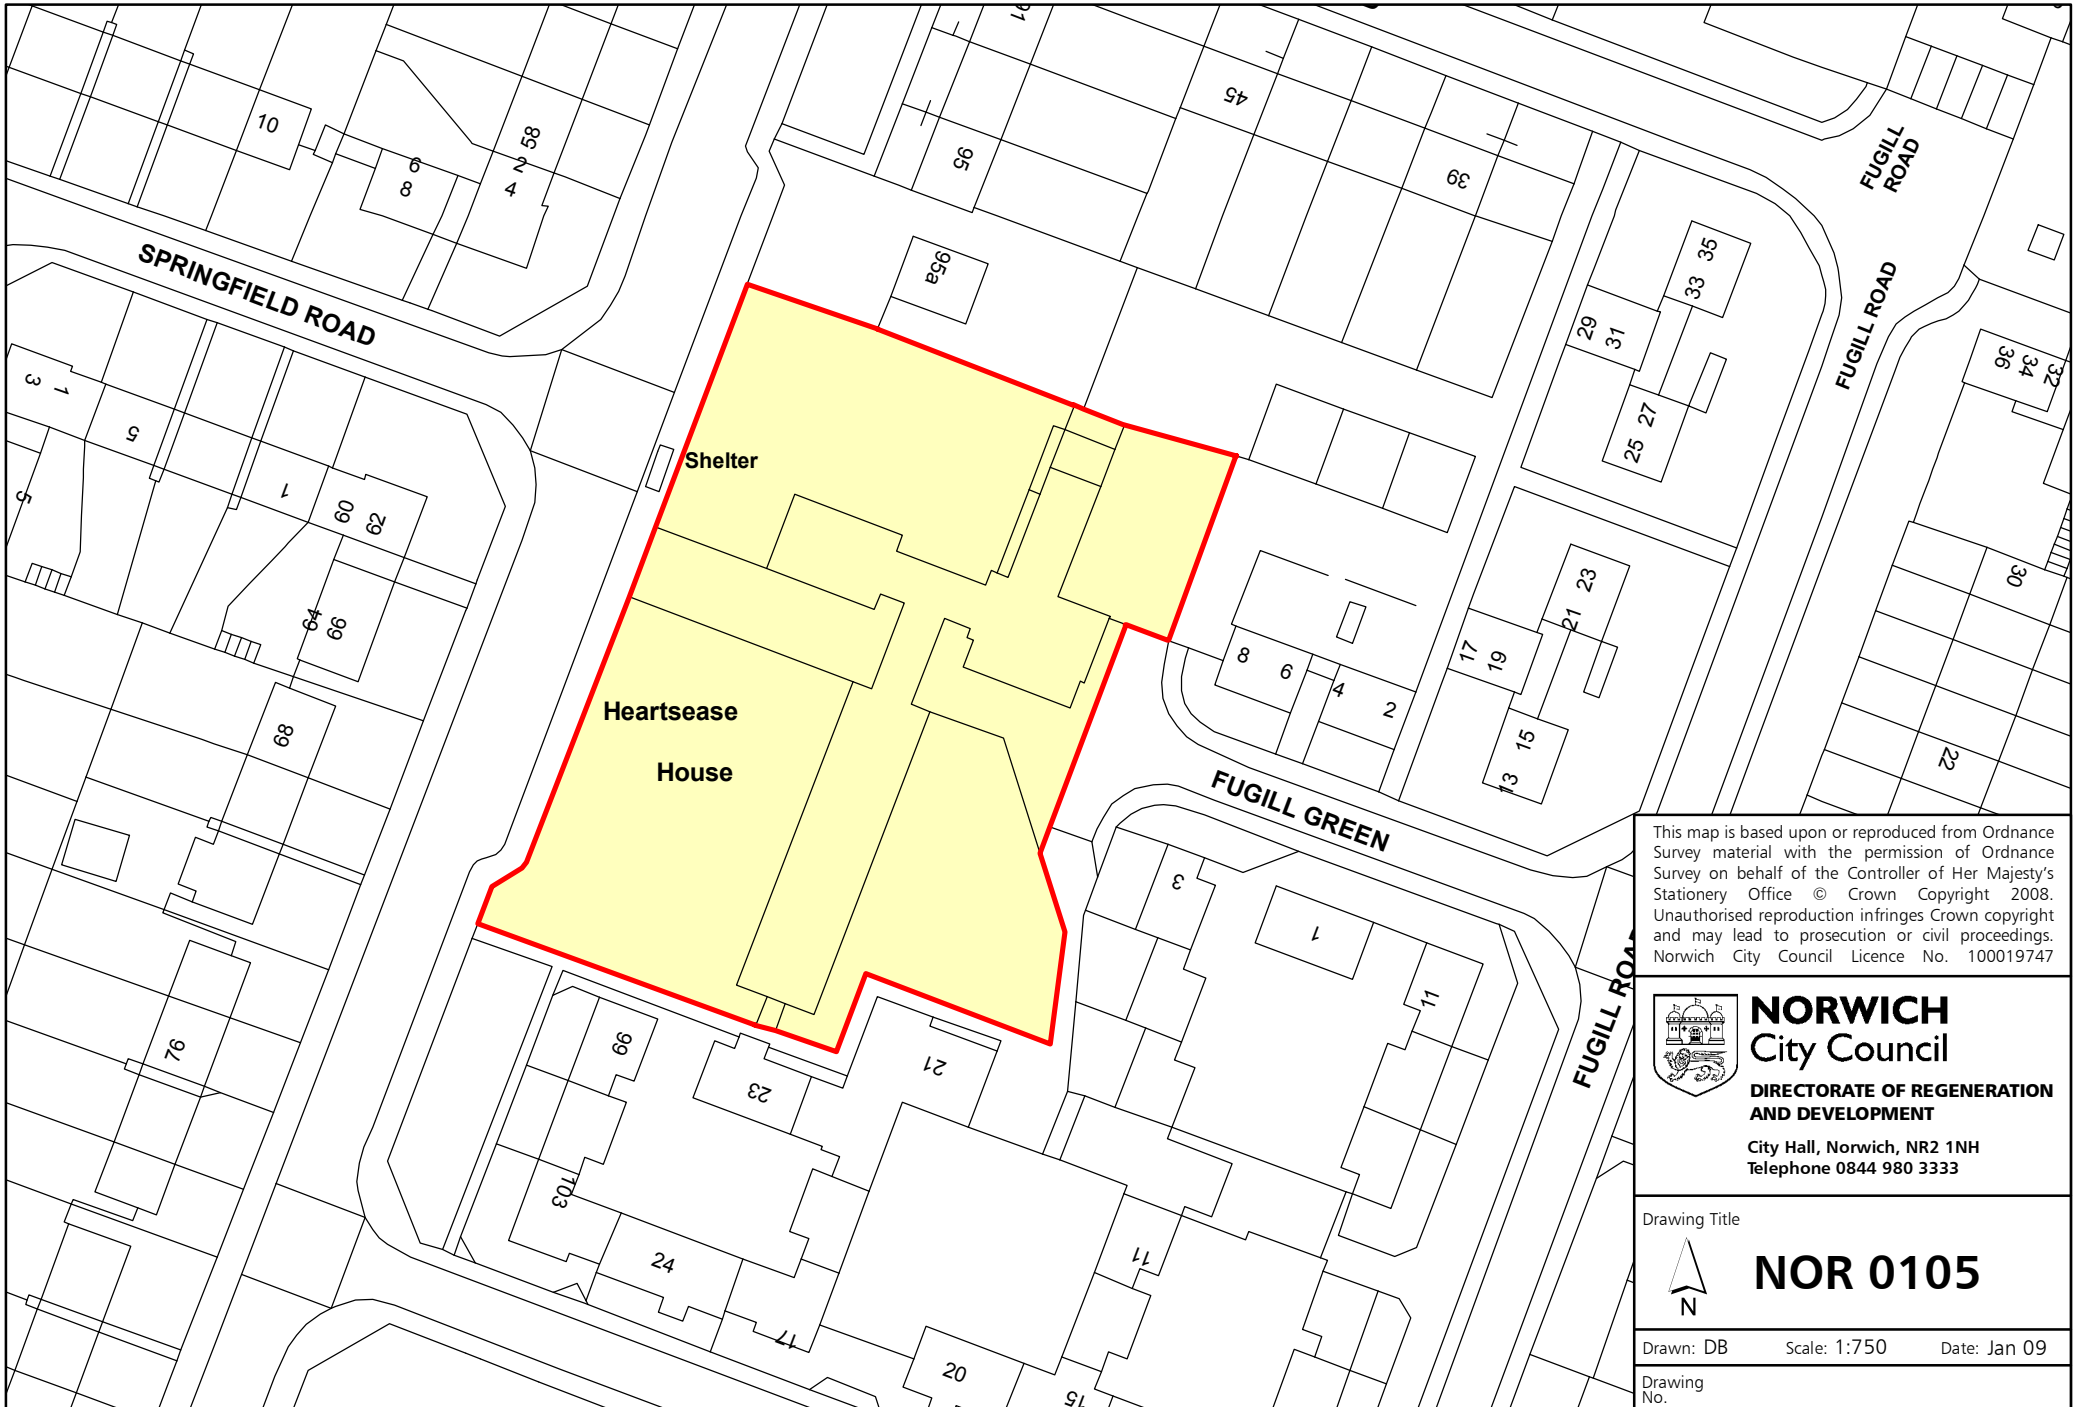 91
10
58
6
2
8
4
95
45
39
FUGILL
ROAD
95a
SPRINGFIELD ROAD
35
33
29
31
FUGILL ROAD
32
34
36
3
1
5
27
25
Shelter
5
1
60
62
64
66
23
21
30
17
19
8
6
4
2
68
Heartsease
House
15
13
22
FUGILL GREEN
3
1
11
FUGILL ROAD
76
99
23
21
103
24
17
11
20
15
This map is based upon or reproduced from Ordnance
Survey material with the permission of Ordnance
Survey on behalf of the Controller of Her Majesty's
Stationery Office © Crown Copyright 2008.
Unauthorised reproduction infringes Crown copyright
and may lead to prosecution or civil proceedings.
Norwich City Council Licence No. 100019747
NORWICH
City Council
DIRECTORATE OF REGENERATION
AND DEVELOPMENT
City Hall, Norwich, NR2 1NH
Telephone 0844 980 3333
Drawing Title
N
NOR 0105
Drawn: DB Scale: 1:750 Date: Jan 09
Drawing
No.